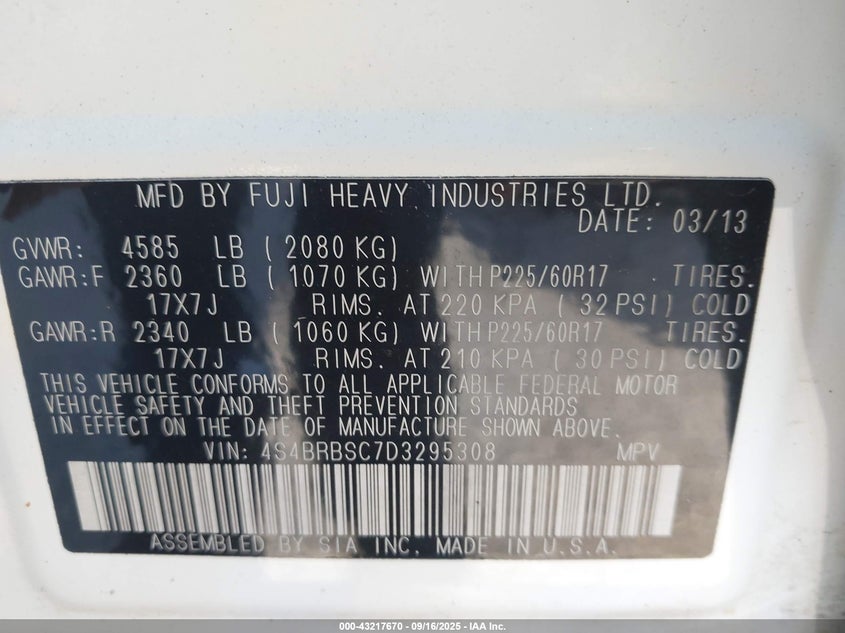 MFD BY FUJI HEAVY INDUSTRIES LTD.
DATE: 03/13
GVWR: 4585 LB ( 2080 KG)
GAWR:F 2360 LB ( 1070 KG) WITH P225/60R17 TIRES.
17X7J RIMS. AT 220 KPA ( 32 PSI) COLD
GAWR:R 2340 LB ( 1060 KG) WITH P225/60R17 TIRES.
17X7J RIMS. AT 210 KPA ( 30 PSI) COLD
THIS VEHICLE CONFORMS TO ALL APPLICABLE FEDERAL MOTOR
VEHICLE SAFETY AND THEFT PREVENTION STANDARDS
IN EFFECT ON THE DATE OF MANUFACTURE SHOWN ABOVE.
VIN: 4S4BRBSC7D3295308 MPV
ASSEMBLED BY SIA INC. MADE IN U.S.A.
000-43217670 - 09/16/2025 - IAA Inc.